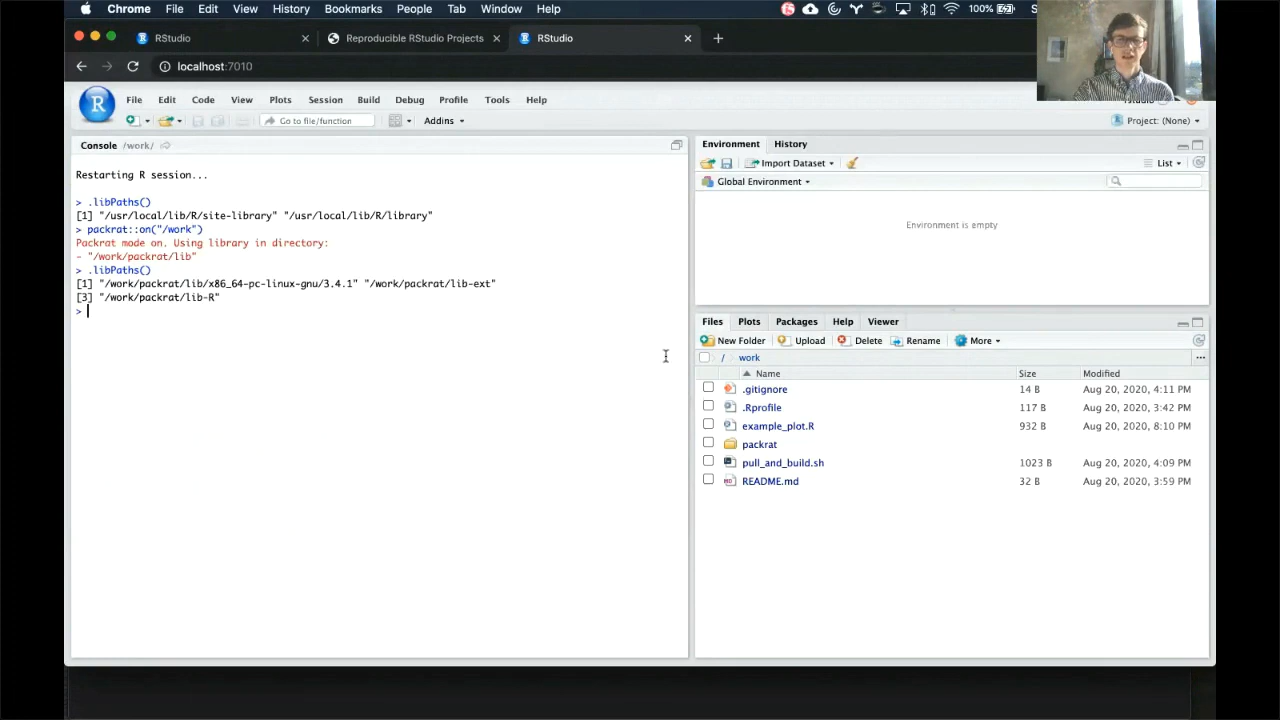 Chrome File Edit View History Bookmarks People Tab Window Help 100%
RStudio Reproducible RStudio Projects RStudio
localhost:7010
File Edit Code View Plots Session Build Debug Profile Tools Help
Go to file/function Addins Project: (None)
Console /work/
Restarting R session...
> .libPaths()
[1] "/usr/local/lib/R/site-library" "/usr/local/lib/R/library"
> packrat::on("/work")
Packrat mode on. Using library in directory:
- "/work/packrat/lib"
> .libPaths()
[1] "/work/packrat/lib/x86_64-pc-linux-gnu/3.4.1" "/work/packrat/lib-ext"
[3] "/work/packrat/lib-R"
>
Environment History
Import Dataset List
Global Environment
Environment is empty
Files Plots Packages Help Viewer
New Folder Upload Delete Rename More
/ work
Name Size Modified
.gitignore 14 B Aug 20, 2020, 4:11 PM
.Rprofile 117 B Aug 20, 2020, 3:42 PM
example_plot.R 932 B Aug 20, 2020, 8:10 PM
packrat
pull_and_build.sh 1023 B Aug 20, 2020, 4:09 PM
README.md 32 B Aug 20, 2020, 3:59 PM